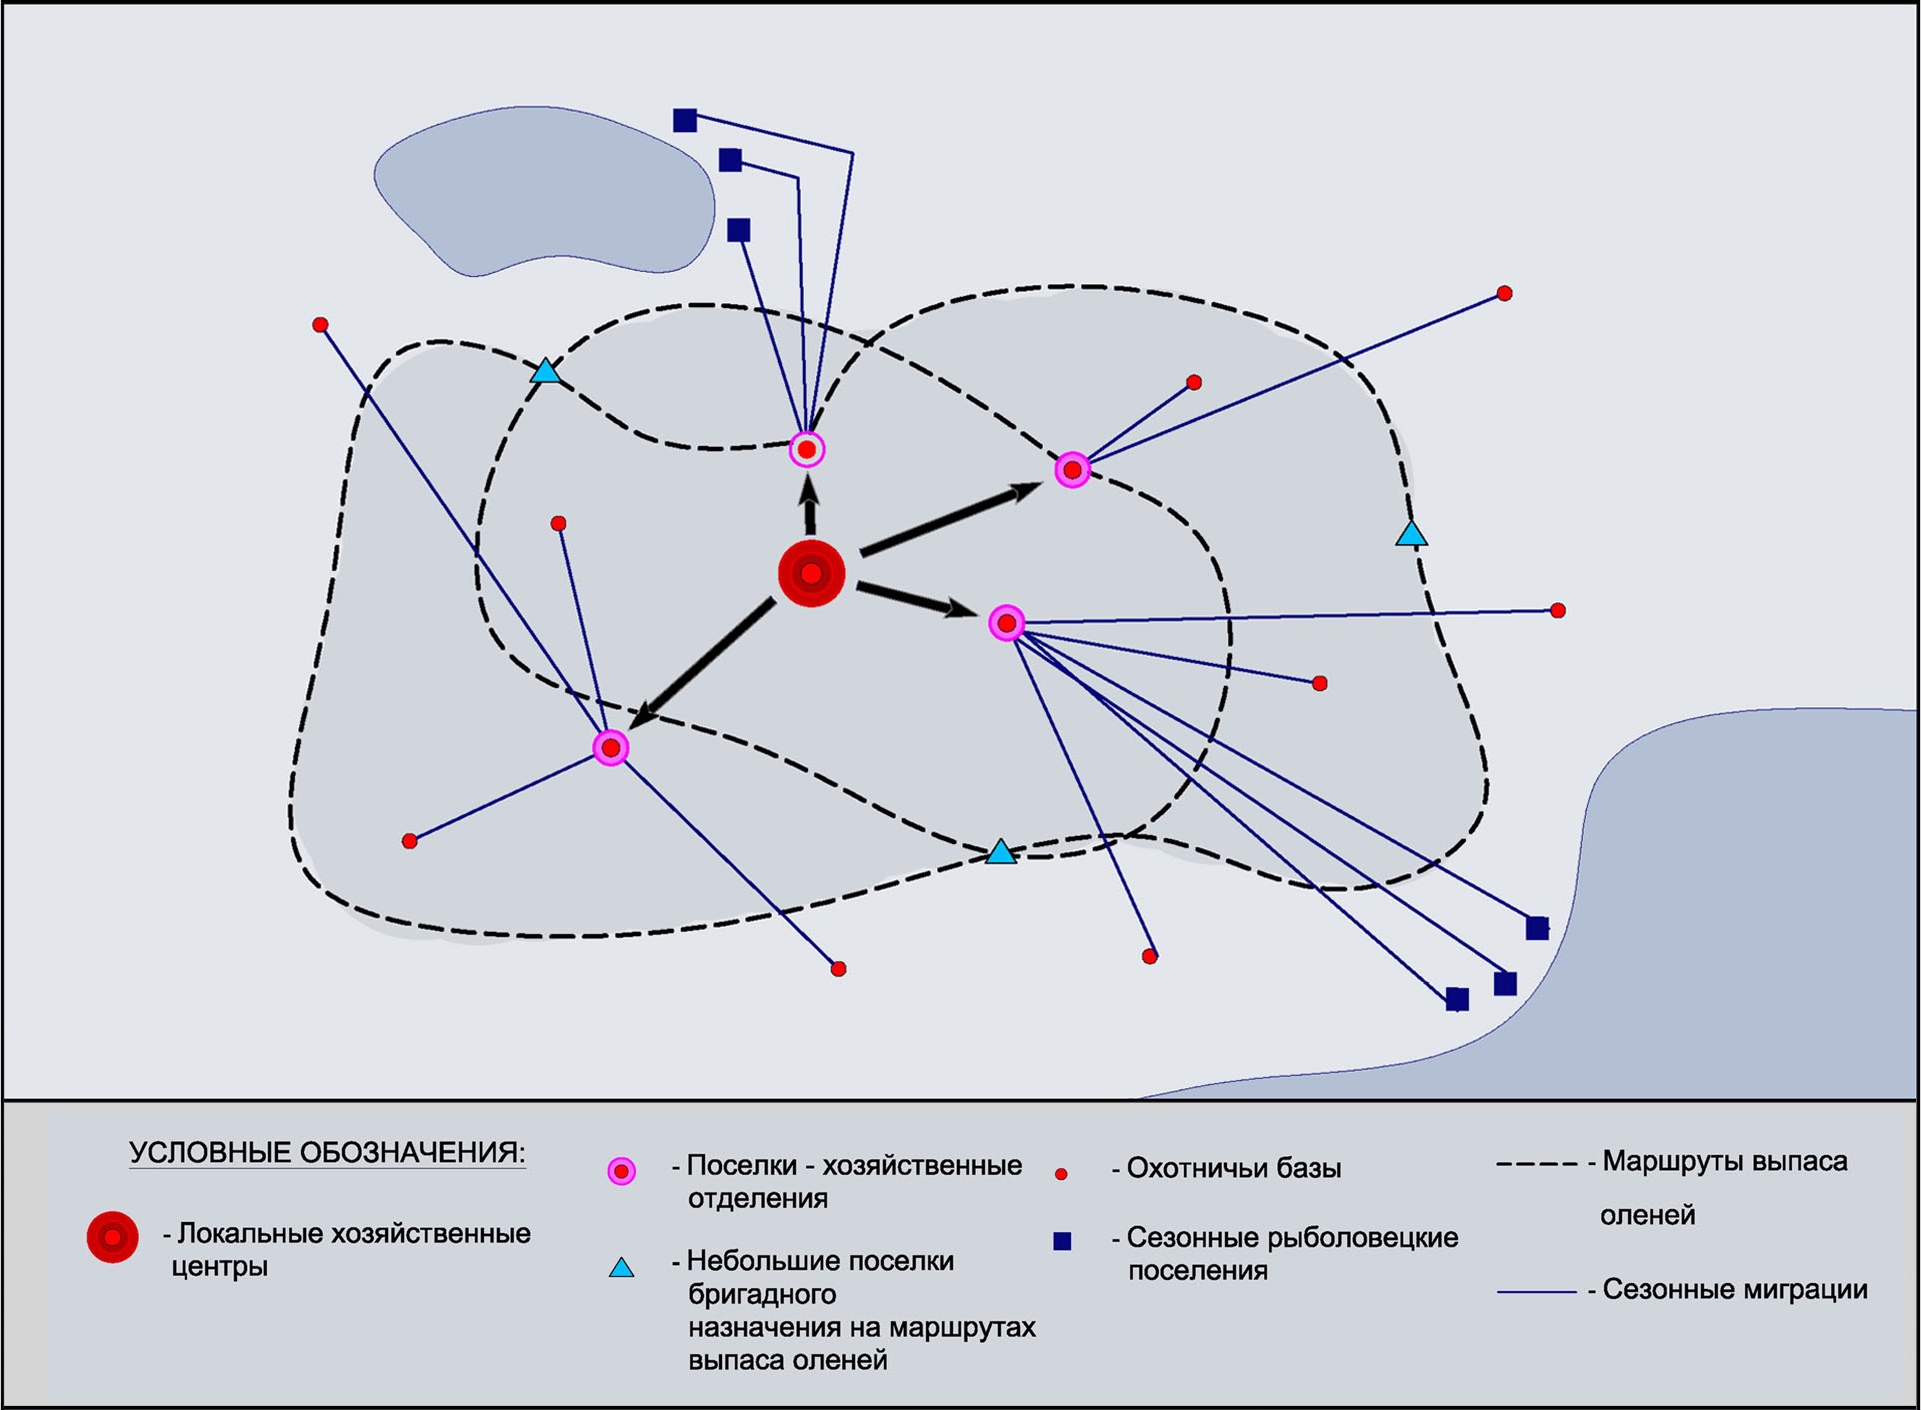 УСЛОВНЫЕ ОБОЗНАЧЕНИЯ:
- Локальные хозяйственные
центры
- Поселки - хозяйственные
отделения
- Небольшие поселки
бригадного
назначения на маршрутах
выпаса оленей
- Охотничьи базы
- Сезонные рыболовецкие
поселения
- Маршруты выпаса
оленей
- Сезонные миграции